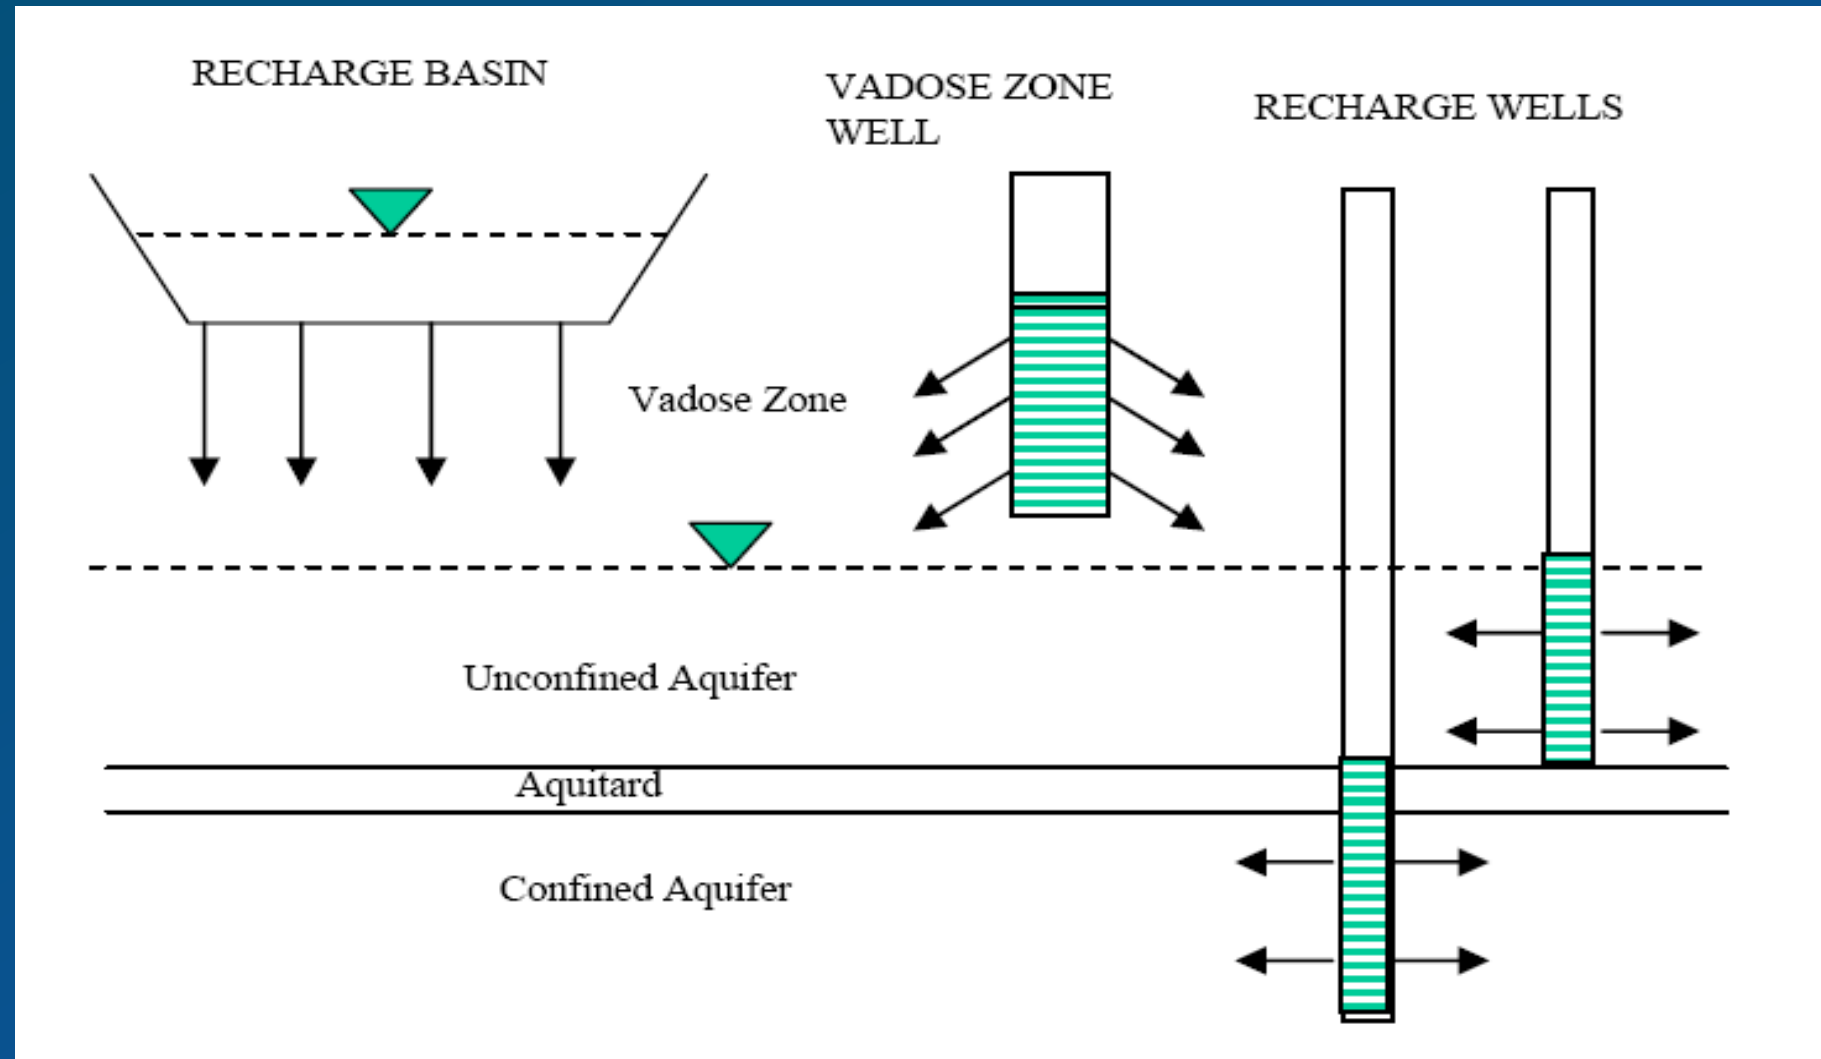 RECHARGE BASIN
VADOSE ZONE
WELL
RECHARGE WELLS
Vadose Zone
Unconfined Aquifer
Aquitard
Confined Aquifer